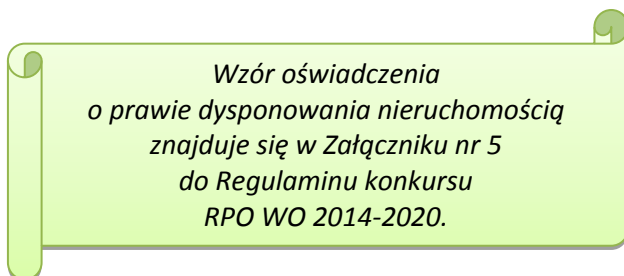 Wzór oświadczenia
o prawie dysponowania nieruchomością
znajduje się w Załączniku nr 5
do Regulaminu konkursu
RPO WO 2014-2020.